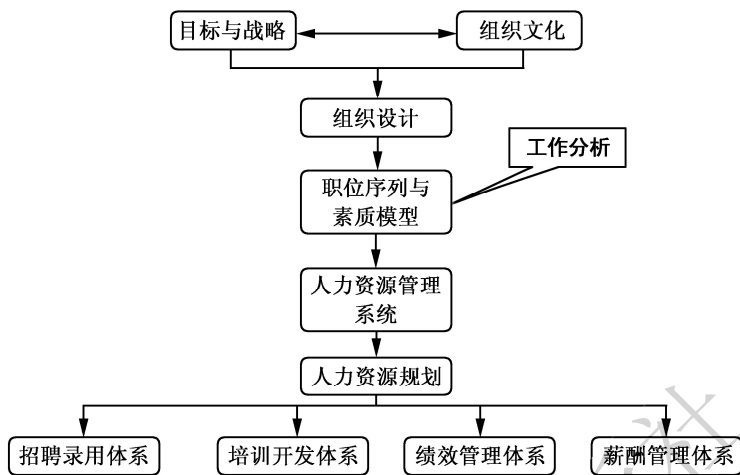 目标与战略
组织文化
组织设计
工作分析
职位序列与
素质模型
人力资源管理
系统
人力资源规划
招聘录用体系
培训开发体系
绩效管理体系
薪酬管理体系
社